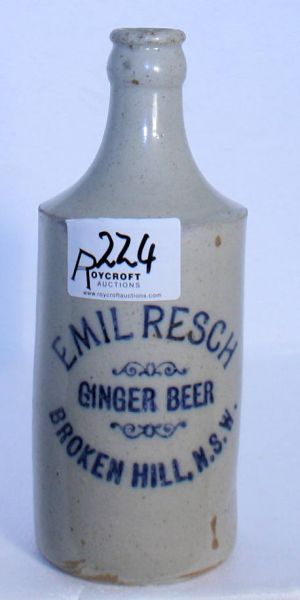 224
ROYCROFT
AUCTIONS
www.roycroftauctions.com
EMIL RESCH
GINGER BEER
BROKEN HILL, N.S.W.